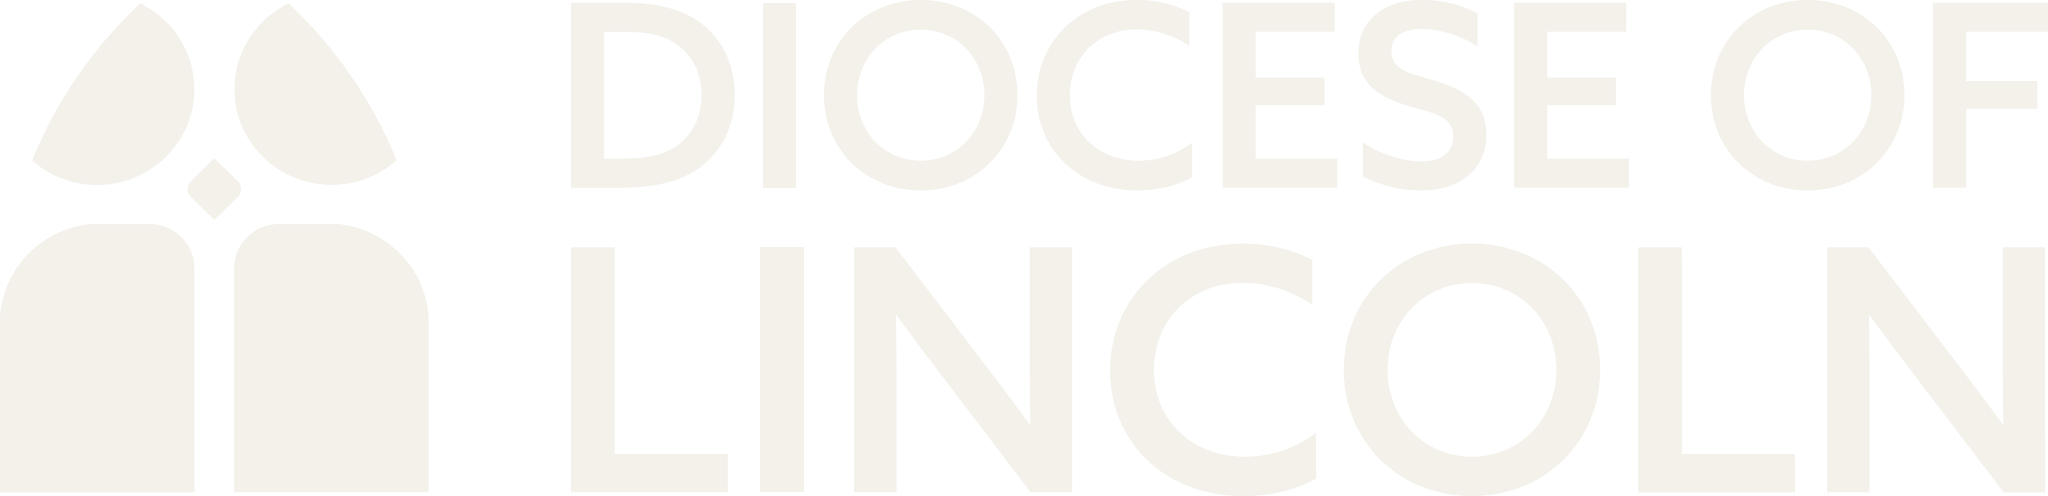 DIOCESE OF
LINCOLN